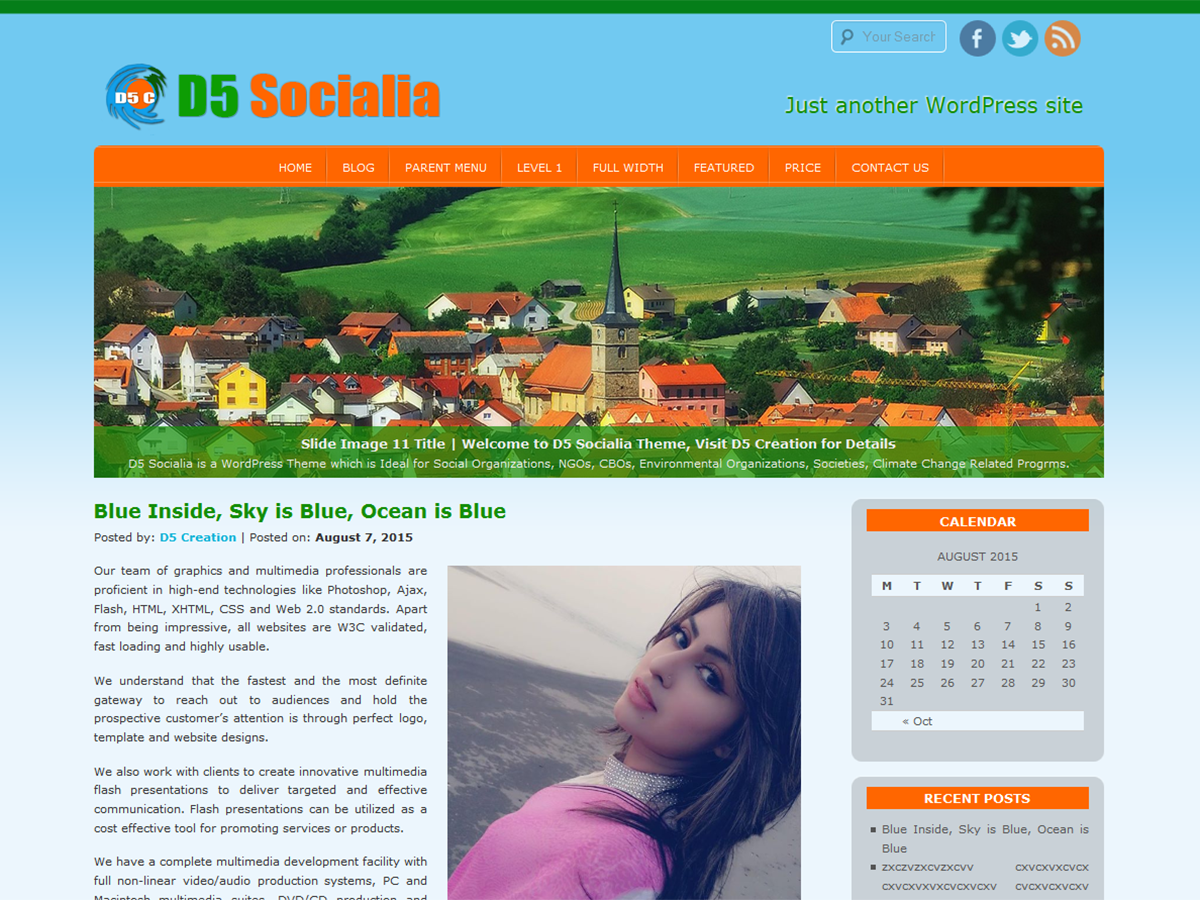 Your Search
D5 C D5 Socialia
Just another WordPress site
HOME BLOG PARENT MENU LEVEL 1 FULL WIDTH FEATURED PRICE CONTACT US
Slide Image 11 Title | Welcome to D5 Socialia Theme, Visit D5 Creation for Details
D5 Socialia is a WordPress Theme which is Ideal for Social Organizations, NGOs, CBOs, Environmental Organizations, Societies, Climate Change Related Progrms.
Blue Inside, Sky is Blue, Ocean is Blue
Posted by: D5 Creation | Posted on: August 7, 2015
Our team of graphics and multimedia professionals are
proficient in high-end technologies like Photoshop, Ajax,
Flash, HTML, XHTML, CSS and Web 2.0 standards. Apart
from being impressive, all websites are W3C validated,
fast loading and highly usable.
We understand that the fastest and the most definite
gateway to reach out to audiences and hold the
prospective customer’s attention is through perfect logo,
template and website designs.
We also work with clients to create innovative multimedia
flash presentations to deliver targeted and effective
communication. Flash presentations can be utilized as a
cost effective tool for promoting services or products.
We have a complete multimedia development facility with
full non-linear video/audio production systems, PC and
Macintosh multimedia suites, DVD/CD production and
CALENDAR
AUGUST 2015
M T W T F S S
1 2
3 4 5 6 7 8 9
10 11 12 13 14 15 16
17 18 19 20 21 22 23
24 25 26 27 28 29 30
31
« Oct
RECENT POSTS
Blue Inside, Sky is Blue, Ocean is
Blue
zxczvzxcvzxcvv cxvcxvxcvcx
cxvcxvxvxcvcxvcxv cvcxvcxvcxv